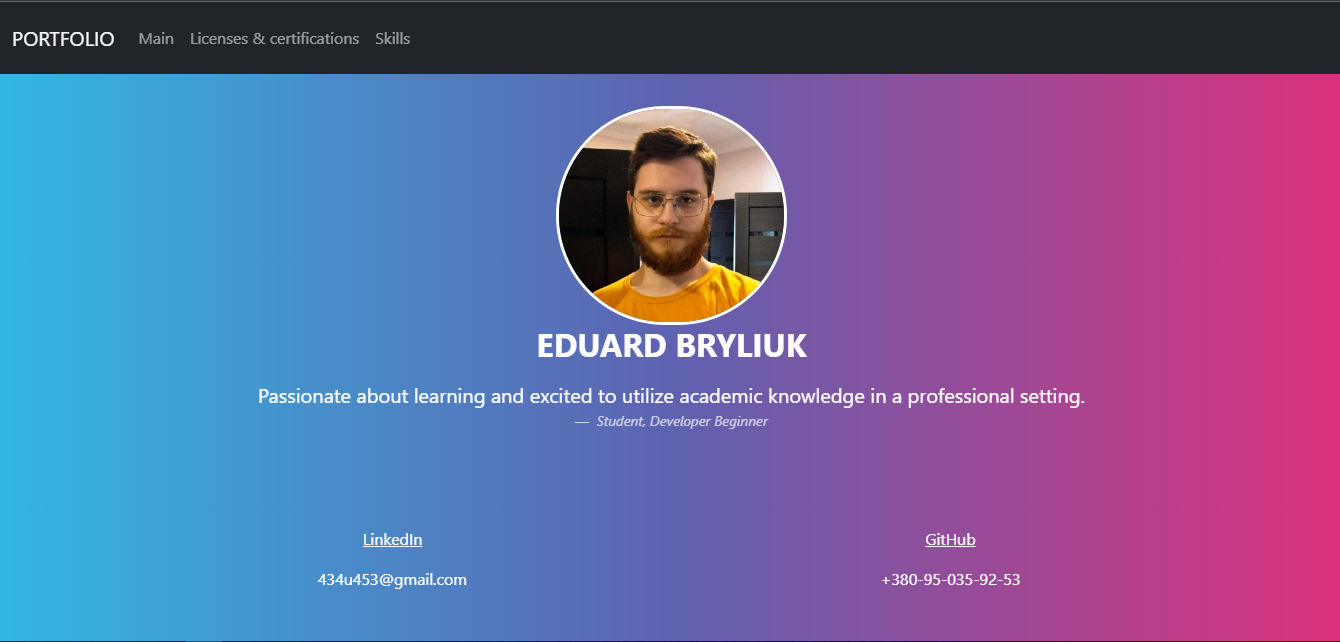 PORTFOLIO Main Licenses & certifications Skills
EDUARD BRYLIUK
Passionate about learning and excited to utilize academic knowledge in a professional setting.
— Student, Developer Beginner
LinkedIn GitHub
434u453@gmail.com +380-95-035-92-53